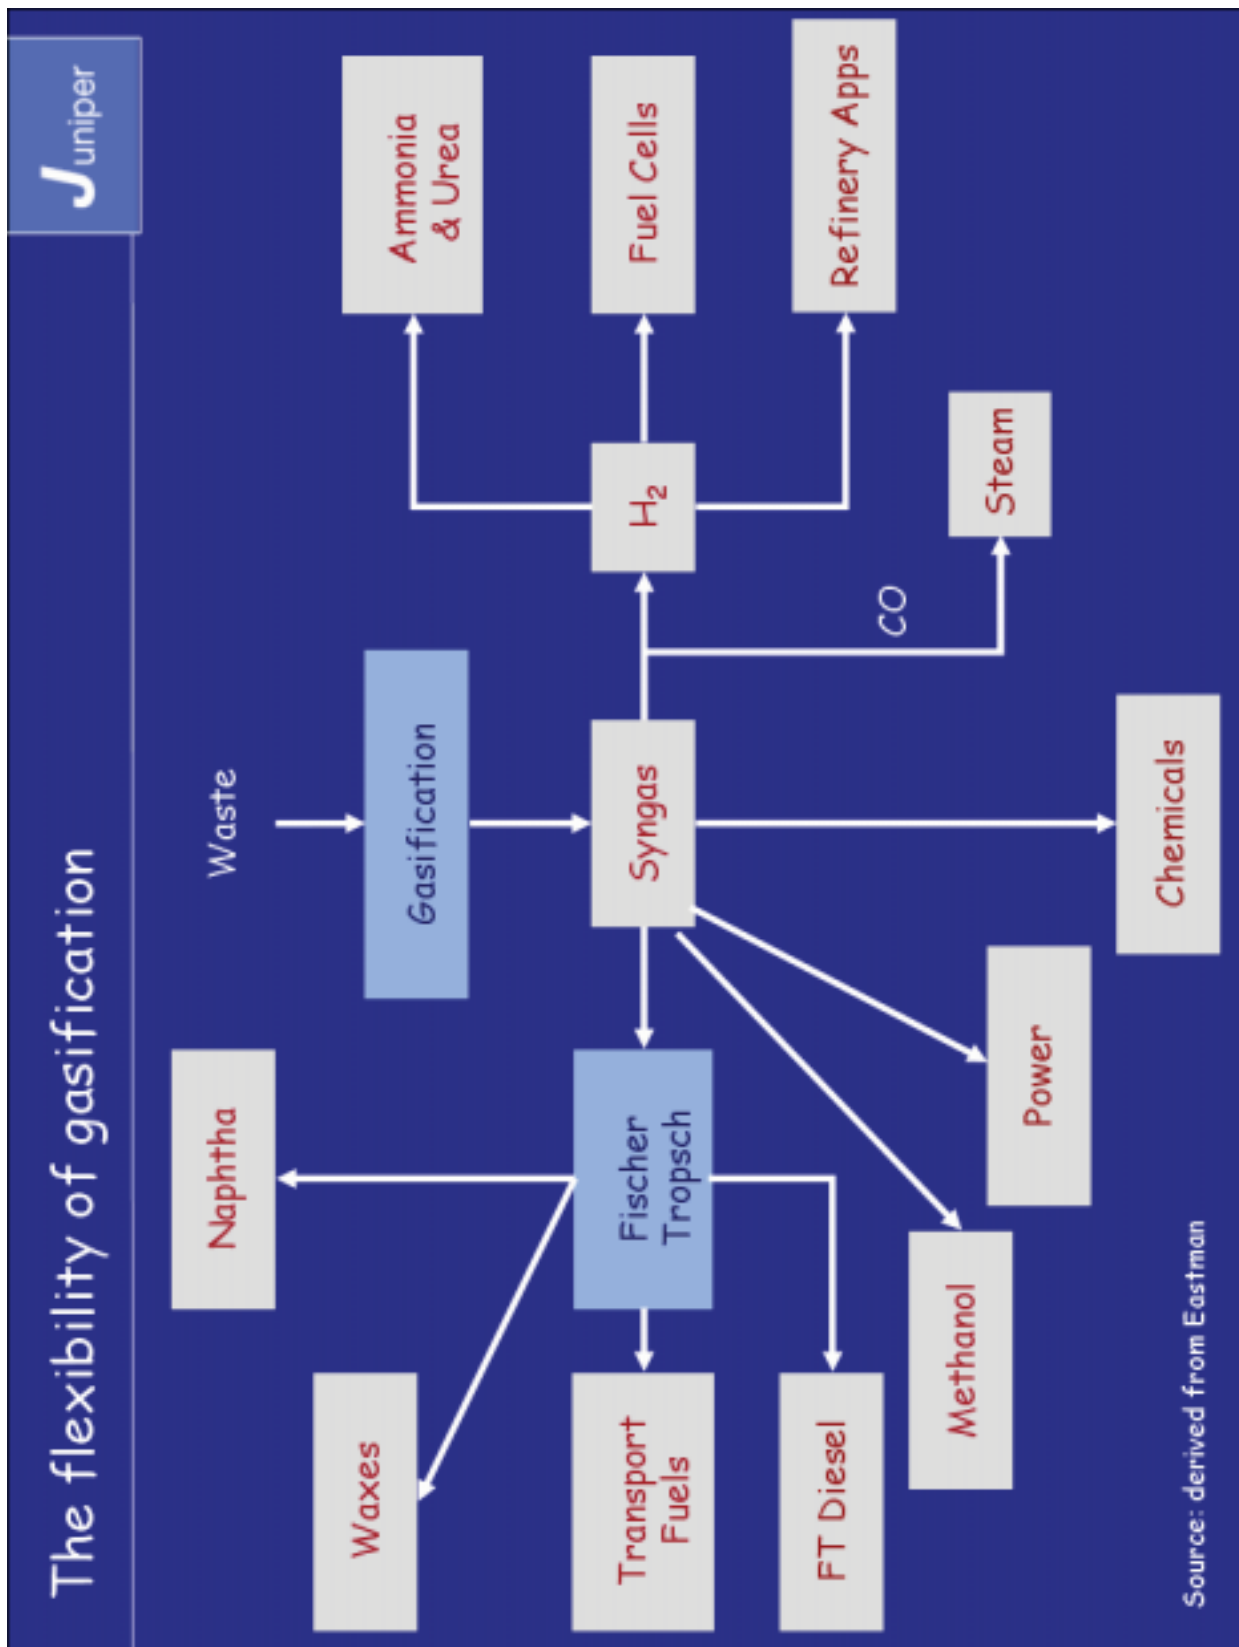 The flexibility of gasification
Juniper
Waste
Naphtha
Gasification
Ammonia
& Urea
Waxes
Fischer
Tropsch
Syngas
H₂
Fuel Cells
Transport
Fuels
FT Diesel
CO
Refinery Apps
Methanol
Power
Steam
Chemicals
Source: derived from Eastman